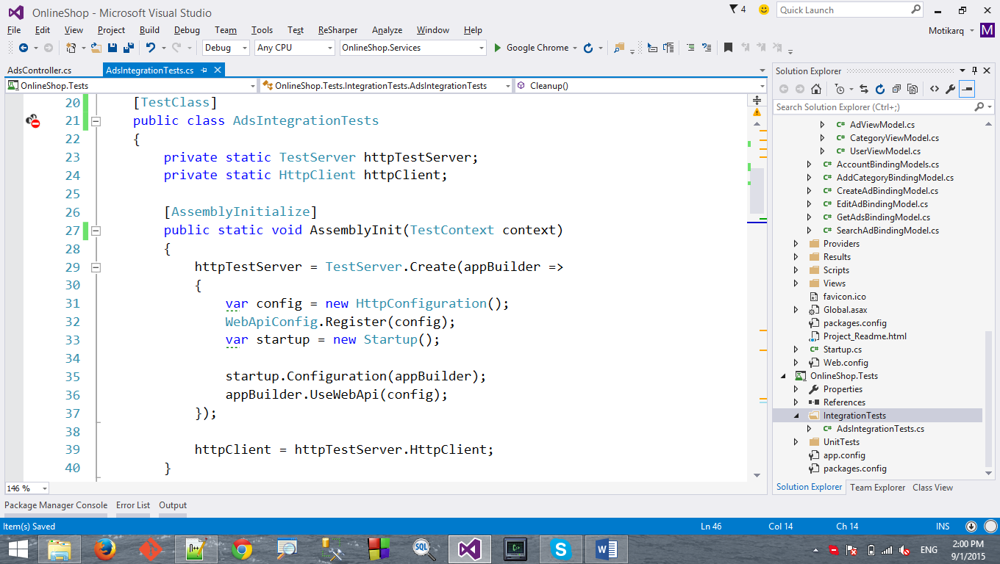 OnlineShop - Microsoft Visual Studio
4
Quick Launch
File Edit View Project Build Debug Team Tools Test ReSharper Analyze Window Help
Motikarq M
Debug Any CPU OnlineShop.Services Google Chrome
AdsController.cs AdsIntegrationTests.cs
OnlineShop.Tests OnlineShop.Tests.IntegrationTests.AdsIntegrationTests Cleanup()
20 [TestClass]
21 public class AdsIntegrationTests
22 {
23 private static TestServer httpTestServer;
24 private static HttpClient httpClient;
25
26 [AssemblyInitialize]
27 public static void AssemblyInit(TestContext context)
28 {
29 httpTestServer = TestServer.Create(appBuilder =>
30 {
31 var config = new HttpConfiguration();
32 WebApiConfig.Register(config);
33 var startup = new Startup();
34
35 startup.Configuration(appBuilder);
36 appBuilder.UseWebApi(config);
37 });
38
39 httpClient = httpTestServer.HttpClient;
40 }
146 %
Solution Explorer
Search Solution Explorer (Ctrl+;)
C# AdViewModel.cs
C# CategoryViewModel.cs
C# UserViewModel.cs
C# AccountBindingModels.cs
C# AddCategoryBindingModel.cs
C# CreateAdBindingModel.cs
C# EditAdBindingModel.cs
C# GetAdsBindingModel.cs
C# SearchAdBindingModel.cs
Providers
Results
Scripts
Views
favicon.ico
Global.asax
packages.config
Project_Readme.html
C# Startup.cs
Web.config
OnlineShop.Tests
Properties
References
IntegrationTests
C# AdsIntegrationTests.cs
UnitTests
app.config
packages.config
Solution Explorer Team Explorer Class View
Package Manager Console Error List Output
Item(s) Saved Ln 46 Col 14 Ch 14 INS
SQL
ENG
2:00 PM
9/1/2015